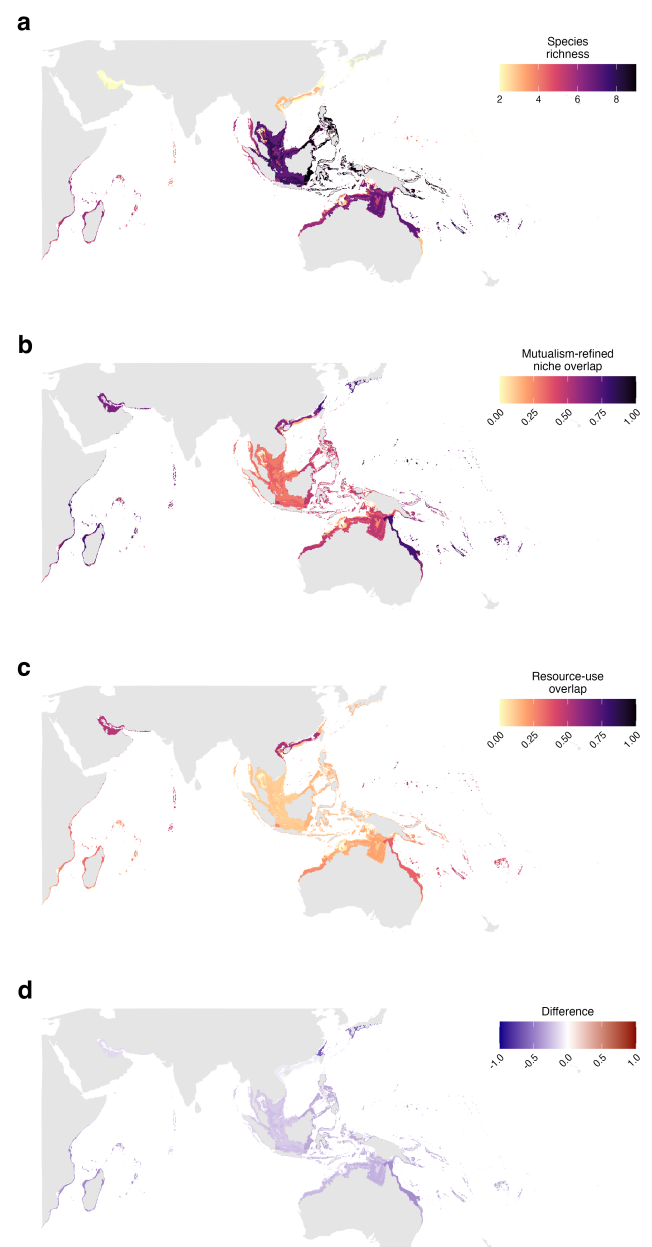 a
Species
richness
2 4 6 8
b
Mutualism-refined
niche overlap
0.00 0.25 0.50 0.75 1.00
c
Resource-use
overlap
0.00 0.25 0.50 0.75 1.00
d
Difference
-1.0 -0.5 0.0 0.5 1.0